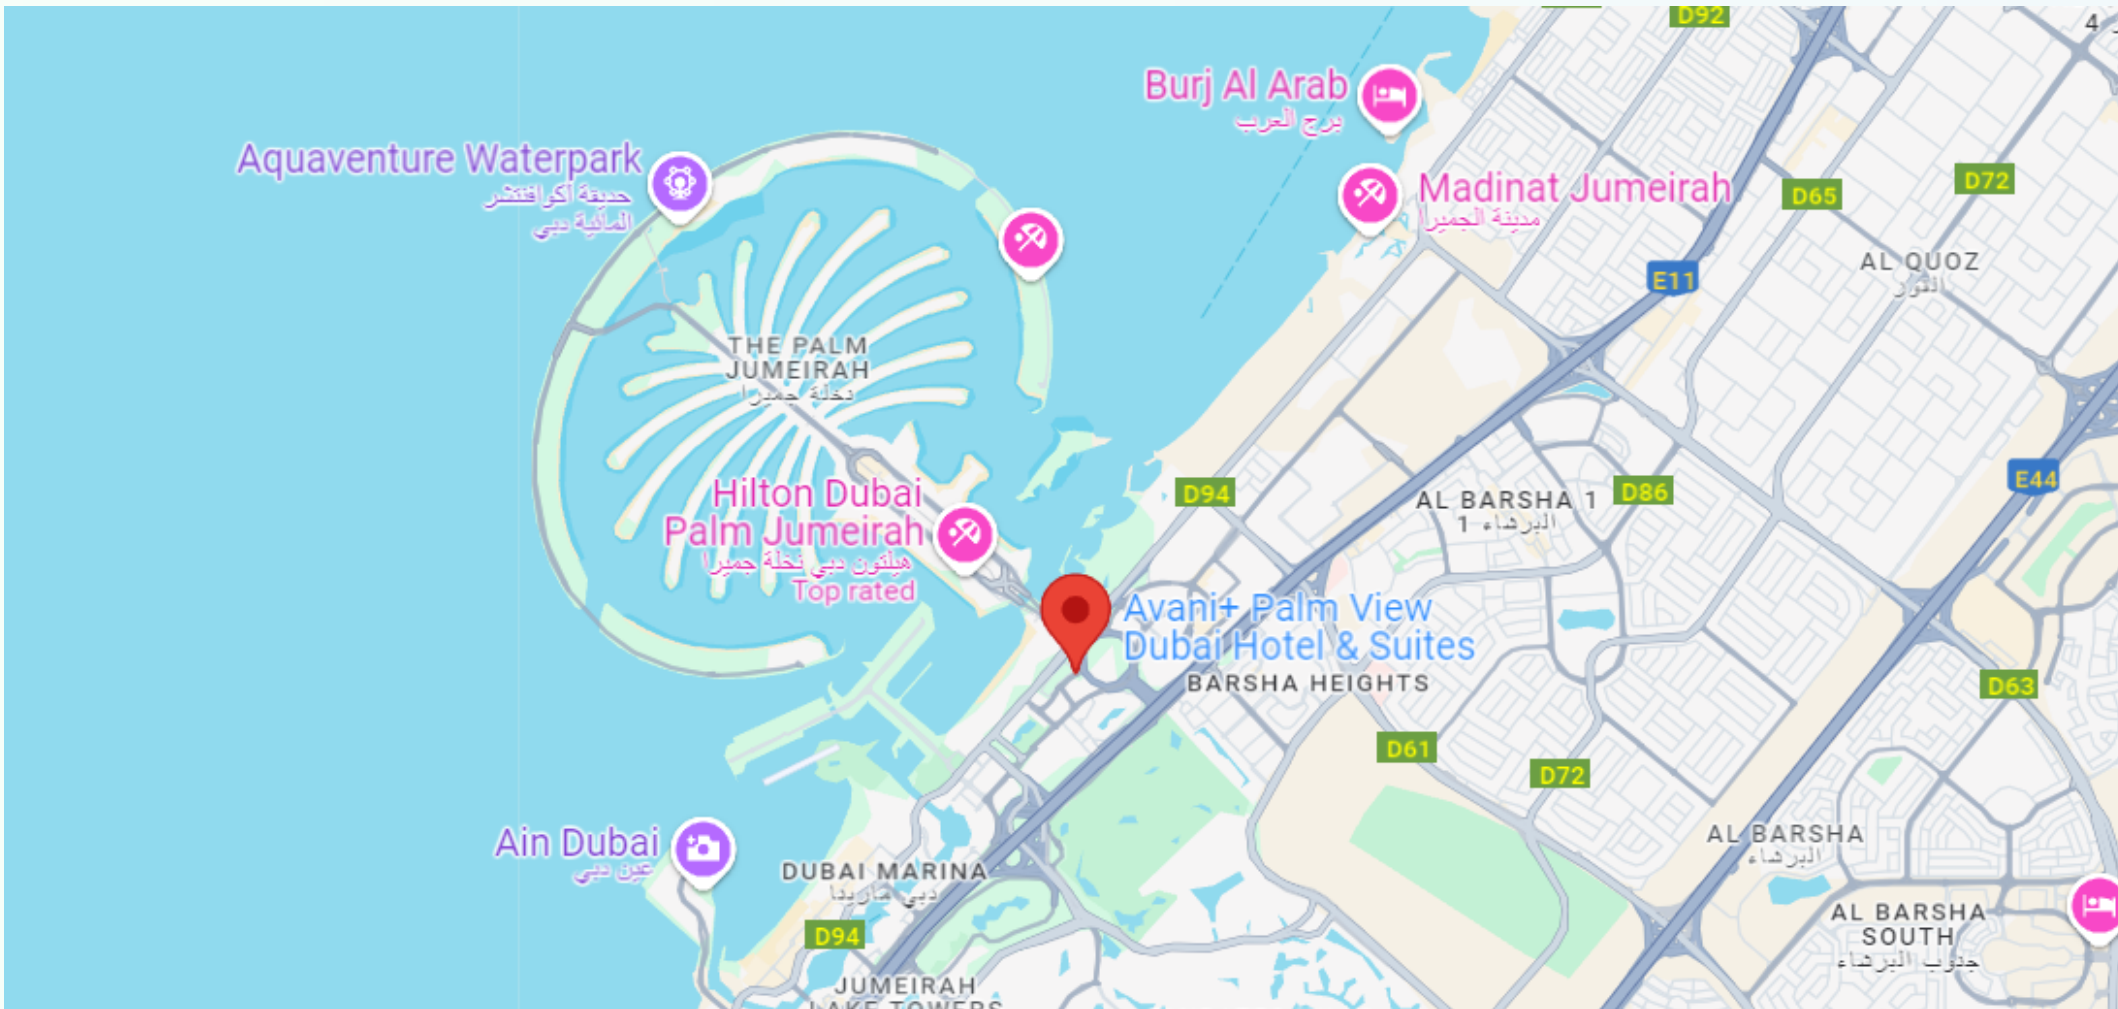 D92
4
Burj Al Arab
برج العرب
Aquaventure Waterpark
حديقة أكوافنتشر
المائية دبي
Madinat Jumeirah
مدينة الجميرا
D65
D72
AL QUOZ
القوز
E11
THE PALM
JUMEIRAH
نخلة جميرا
E44
Hilton Dubai
Palm Jumeirah
هيلتون دبي نخلة جميرا
Top rated
D94
AL BARSHA 1
البرشاء 1
D86
Avani+ Palm View
Dubai Hotel & Suites
BARSHA HEIGHTS
D63
D61
D72
Ain Dubai
عين دبي
DUBAI MARINA
دبي مارينا
AL BARSHA
البرشاء
D94
AL BARSHA
SOUTH
جنوب البرشاء
JUMEIRAH
LAKE TOWERS